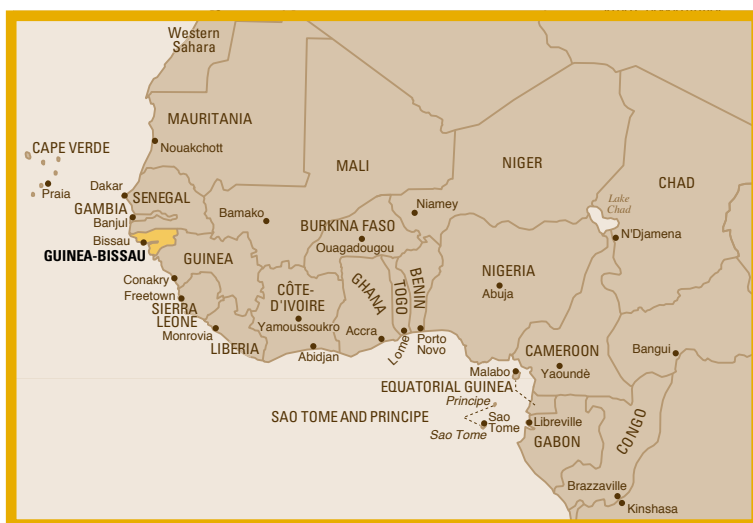 Western
Sahara
MAURITANIA
Nouakchott
CAPE VERDE
Praia
MALI
NIGER
CHAD
Lake
Chad
Dakar
SENEGAL
GAMBIA
Banjul
Bamako
Niamey
BURKINA FASO
Ouagadougou
N'Djamena
Bissau
GUINEA-BISSAU
GUINEA
Conakry
Freetown
SIERRA
LEONE
Monrovia
LIBERIA
CÔTE-
D'IVOIRE
Yamoussoukro
Abidjan
GHANA
Accra
TOGO
Lome
BENIN
Porto
Novo
NIGERIA
Abuja
CAMEROON
Yaoundè
Bangui
Malabo
EQUATORIAL GUINEA
Principe
SAO TOME AND PRINCIPE
Sao
Tome
Sao Tome
Libreville
GABON
CONGO
Brazzaville
Kinshasa